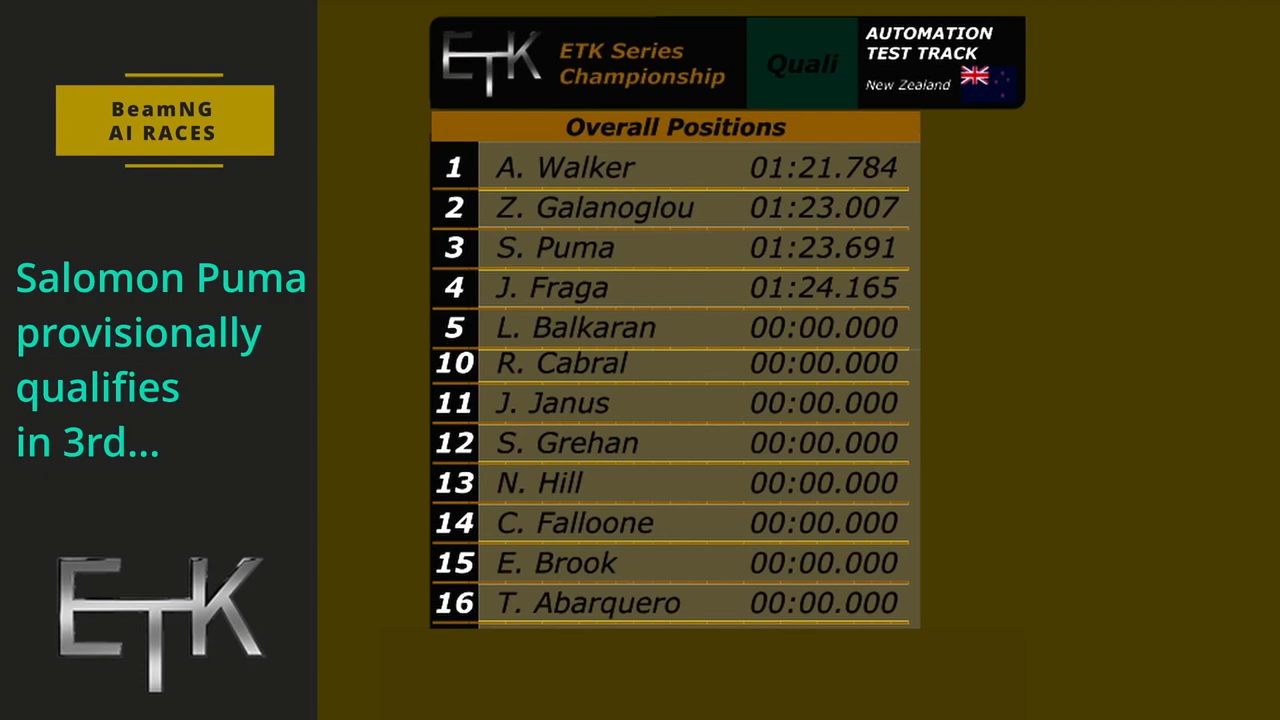 BeamNG
AI RACES
Salomon Puma
provisionally
qualifies
in 3rd...
ETK
ETK
ETK Series
Championship
Quali
AUTOMATION
TEST TRACK
New Zealand
Overall Positions
1 A. Walker 01:21.784
2 Z. Galanoglou 01:23.007
3 S. Puma 01:23.691
4 J. Fraga 01:24.165
5 L. Balkaran 00:00.000
10 R. Cabral 00:00.000
11 J. Janus 00:00.000
12 S. Grehan 00:00.000
13 N. Hill 00:00.000
14 C. Falloone 00:00.000
15 E. Brook 00:00.000
16 T. Abarquero 00:00.000